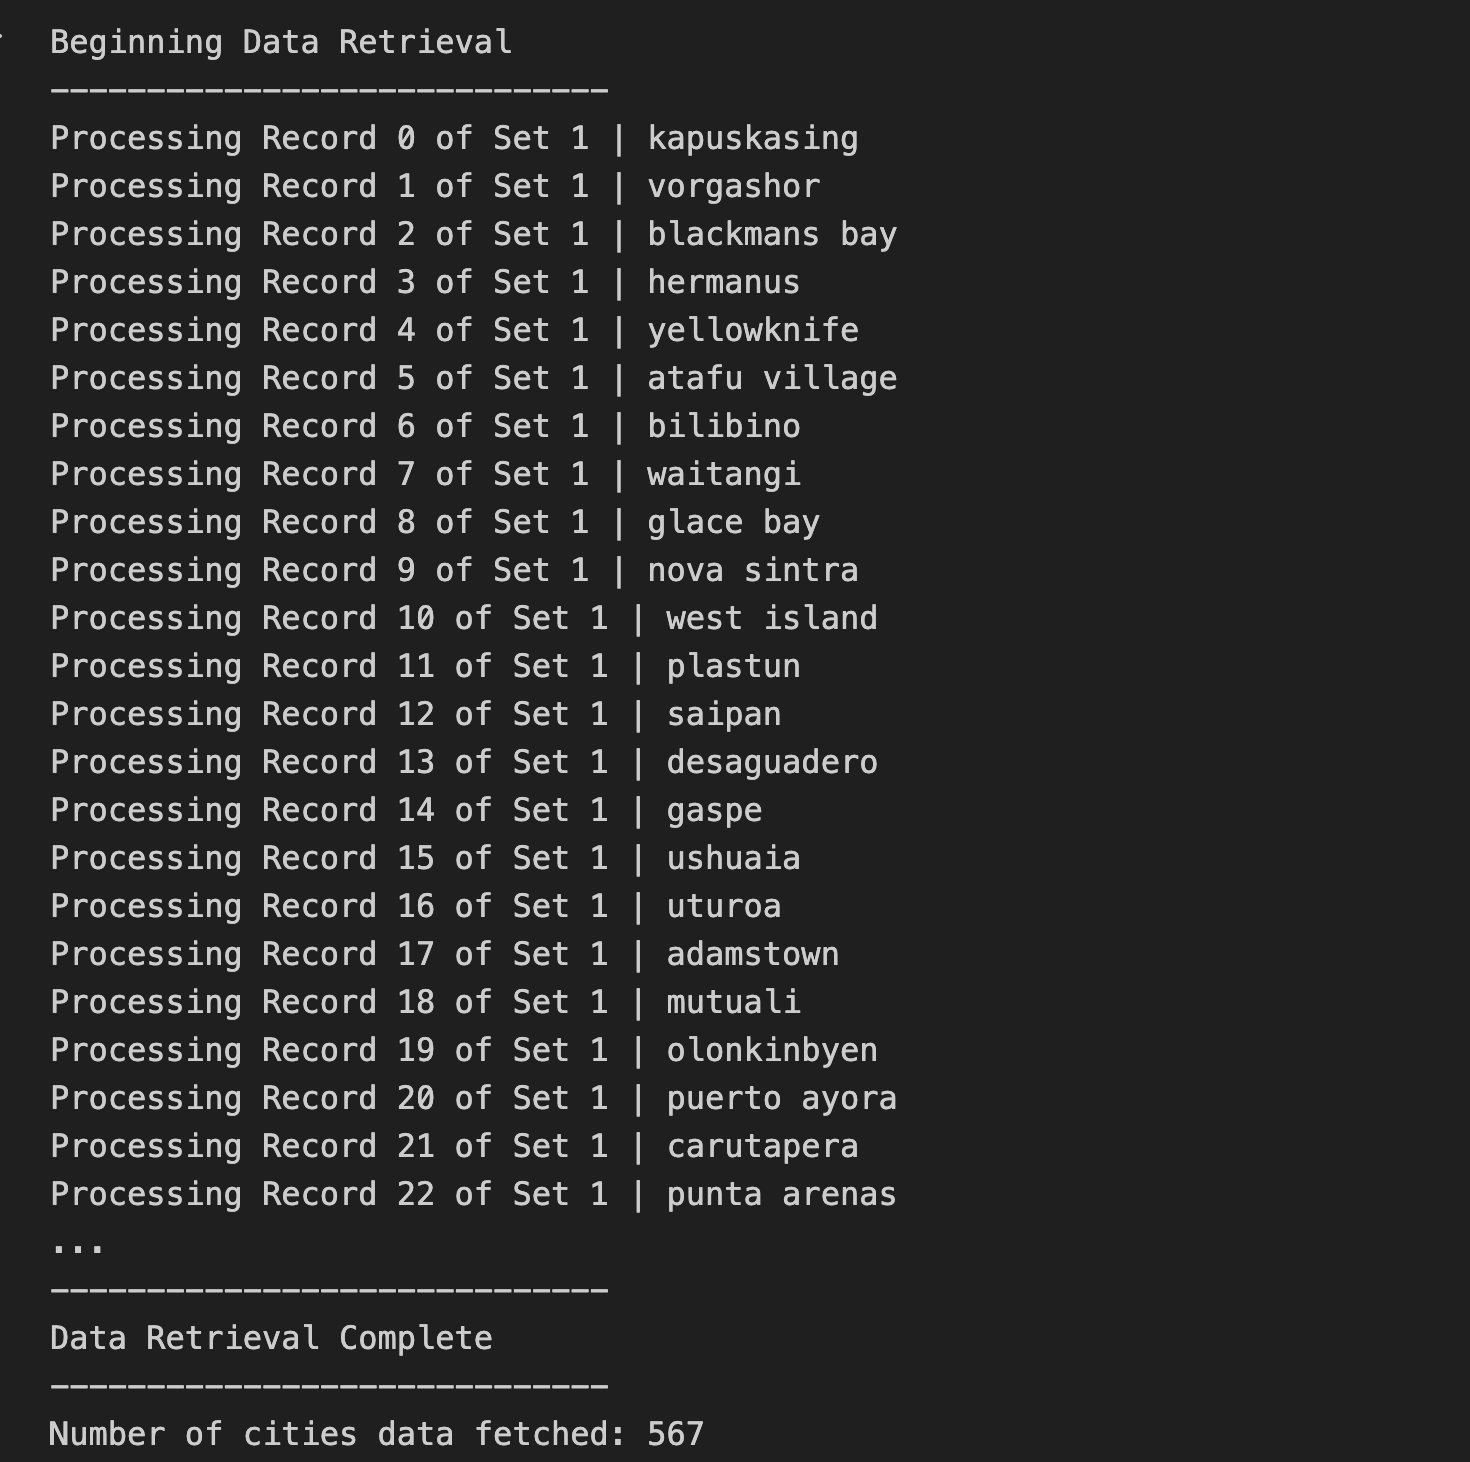 Beginning Data Retrieval
-----------------------------
Processing Record 0 of Set 1 | kapuskasing
Processing Record 1 of Set 1 | vorgashor
Processing Record 2 of Set 1 | blackmans bay
Processing Record 3 of Set 1 | hermanus
Processing Record 4 of Set 1 | yellowknife
Processing Record 5 of Set 1 | atafu village
Processing Record 6 of Set 1 | bilibino
Processing Record 7 of Set 1 | waitangi
Processing Record 8 of Set 1 | glace bay
Processing Record 9 of Set 1 | nova sintra
Processing Record 10 of Set 1 | west island
Processing Record 11 of Set 1 | plastun
Processing Record 12 of Set 1 | saipan
Processing Record 13 of Set 1 | desaguadero
Processing Record 14 of Set 1 | gaspe
Processing Record 15 of Set 1 | ushuaia
Processing Record 16 of Set 1 | uturoa
Processing Record 17 of Set 1 | adamstown
Processing Record 18 of Set 1 | mutuali
Processing Record 19 of Set 1 | olonkinbyen
Processing Record 20 of Set 1 | puerto ayora
Processing Record 21 of Set 1 | carutapera
Processing Record 22 of Set 1 | punta arenas
...
-----------------------------
Data Retrieval Complete
-----------------------------
Number of cities data fetched: 567